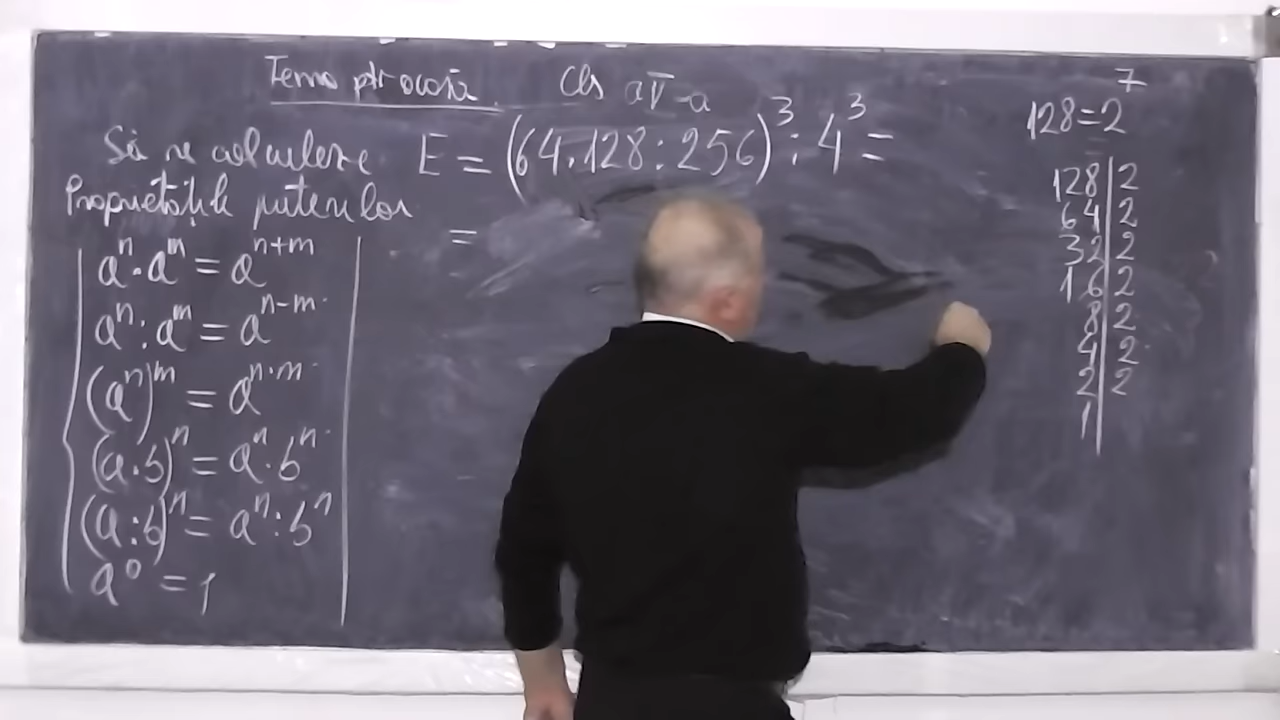 Tema ptr acasă Cls a V-a
Să se calculeze E = (64·128:256)³:4³=
Proprietățile puterilor
=
aⁿ·aᵐ = aⁿ⁺ᵐ
aⁿ:aᵐ = aⁿ⁻ᵐ
(aⁿ)ᵐ = aⁿ·ᵐ
(a·b)ⁿ = aⁿ·bⁿ
(a:b)ⁿ = aⁿ:bⁿ
a⁰ = 1
128=2⁷
128|2
64|2
32|2
16|2
8|2
4|2
2|2
1|